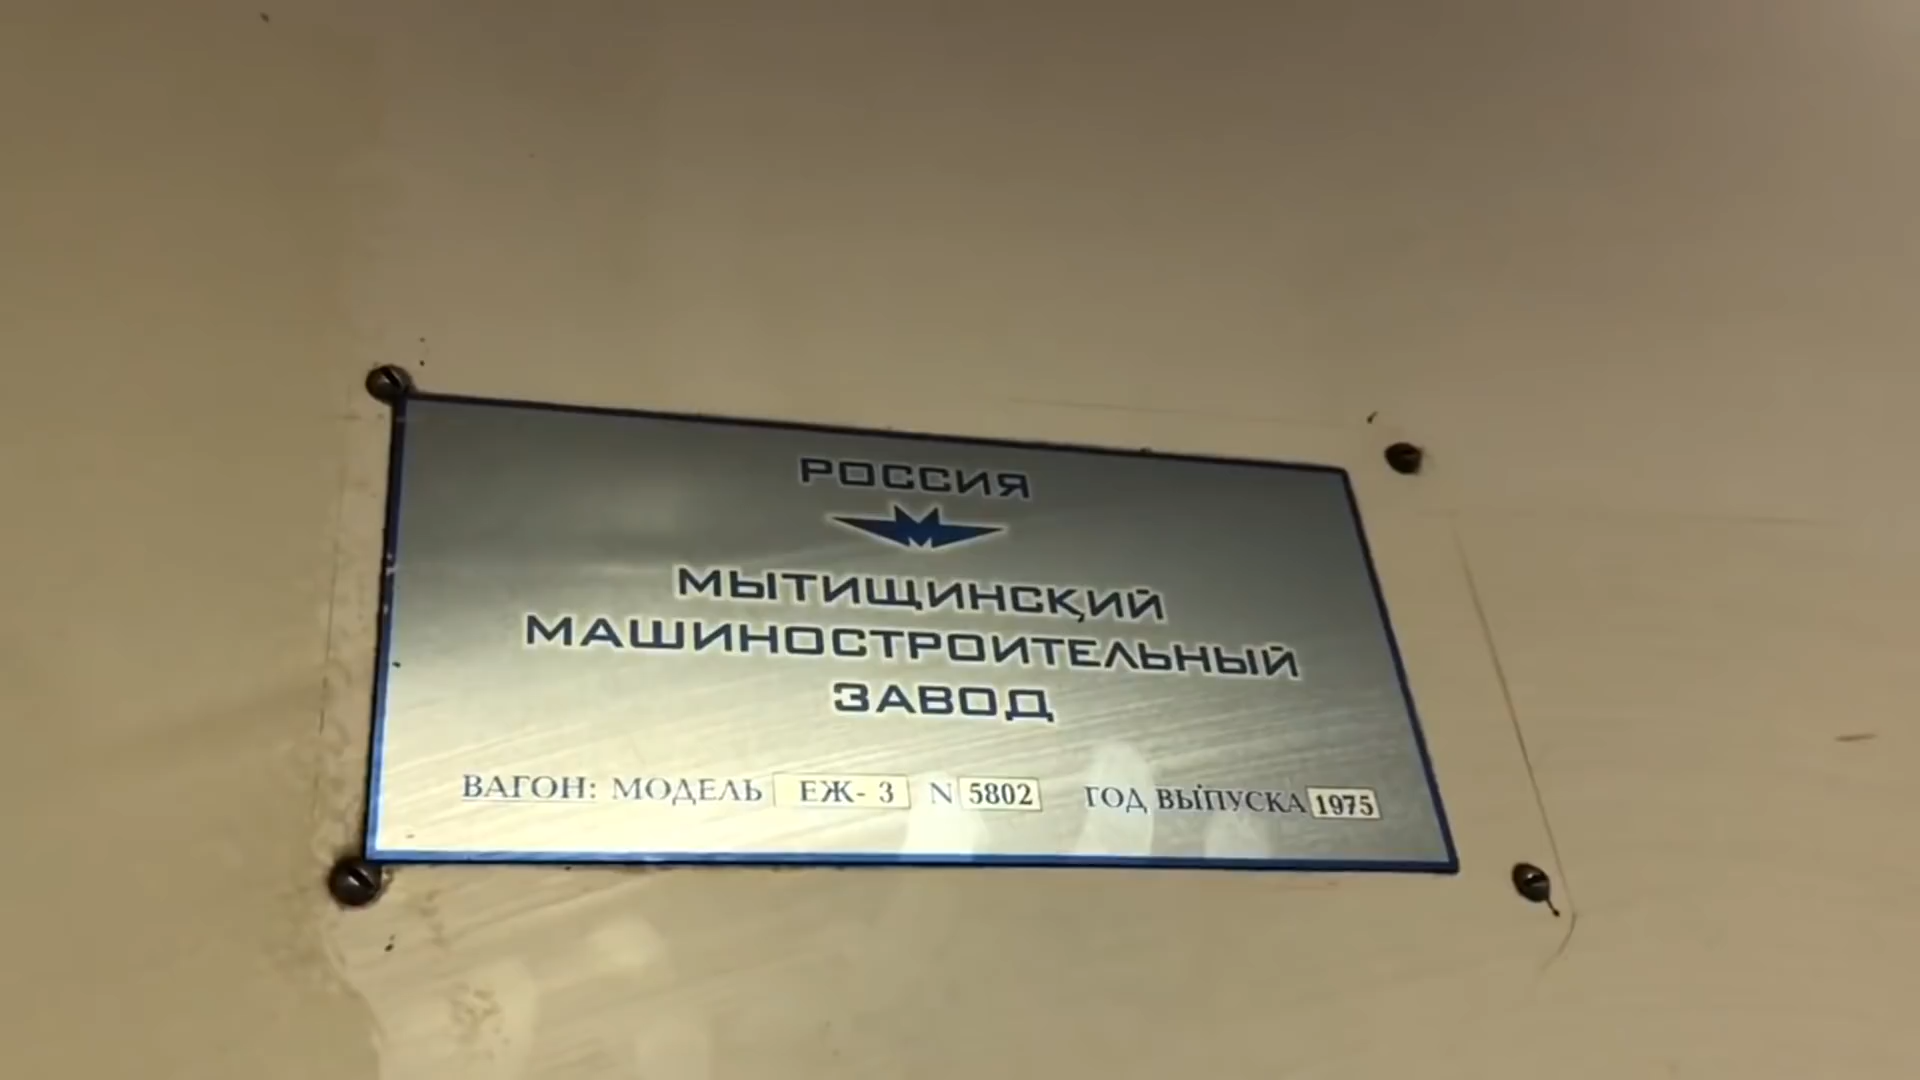 РОССИЯ
МЫТИЩИНСКИЙ
МАШИНОСТРОИТЕЛЬНЫЙ
ЗАВОД
ВАГОН: МОДЕЛЬ ЕЖ-3 N 5802 ГОД ВЫПУСКА 1975